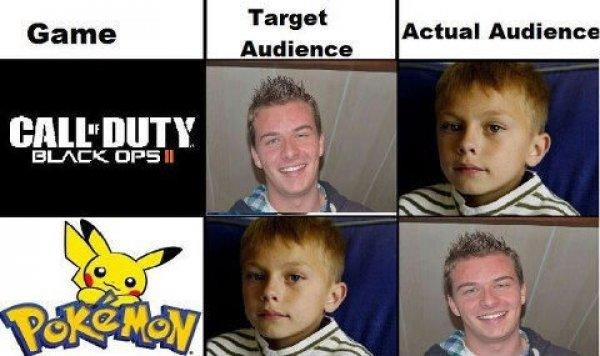 Game
Target
Audience
Actual Audience
CALL OF DUTY
BLACK OPS II
POKéMON